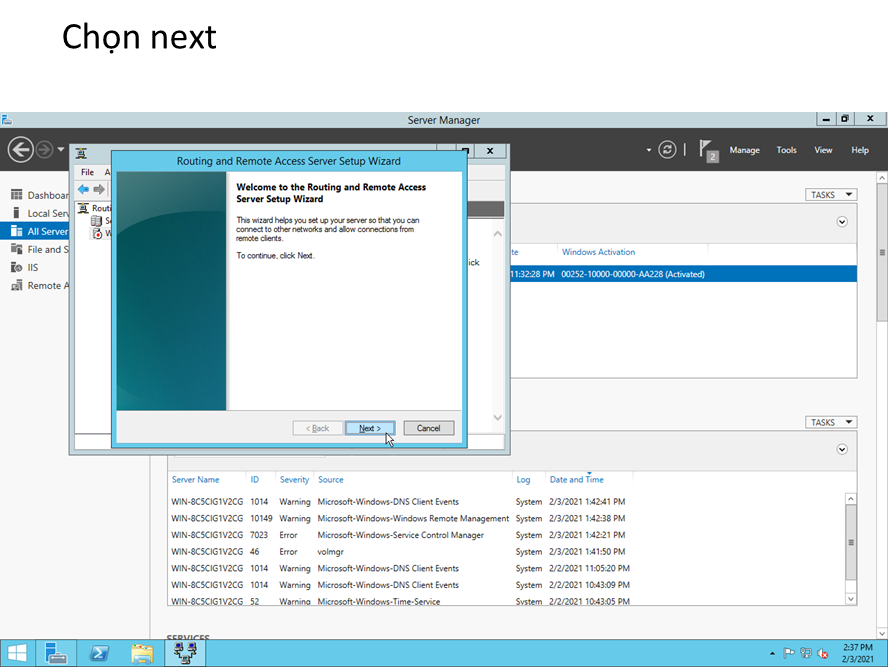 Chọn next
Server Manager
2
Manage
Tools
View
Help
File
Routing and Remote Access Server Setup Wizard
Welcome to the Routing and Remote Access
Server Setup Wizard
This wizard helps you set up your server so that you can
connect to other networks and allow connections from
remote clients.
To continue, click Next.
< Back
Next >
Cancel
Dashboar
Local Serv
All Server
File and S
IIS
Remote A
Routi
TASKS
Windows Activation
11:32:28 PM 00252-10000-00000-AA228 (Activated)
ick
TASKS
Server Name ID Severity Source Log Date and Time
WIN-8C5CIG1V2CG 1014 Warning Microsoft-Windows-DNS Client Events System 2/3/2021 1:42:41 PM
WIN-8C5CIG1V2CG 10149 Warning Microsoft-Windows-Windows Remote Management System 2/3/2021 1:42:38 PM
WIN-8C5CIG1V2CG 7023 Error Microsoft-Windows-Service Control Manager System 2/3/2021 1:42:21 PM
WIN-8C5CIG1V2CG 46 Error volmgr System 2/3/2021 1:41:50 PM
WIN-8C5CIG1V2CG 1014 Warning Microsoft-Windows-DNS Client Events System 2/2/2021 11:05:20 PM
WIN-8C5CIG1V2CG 1014 Warning Microsoft-Windows-DNS Client Events System 2/2/2021 10:43:09 PM
WIN-8C5CIG1V2CG 52 Warning Microsoft-Windows-Time-Service System 2/2/2021 10:43:05 PM
SERVICES
2:37 PM
2/3/2021